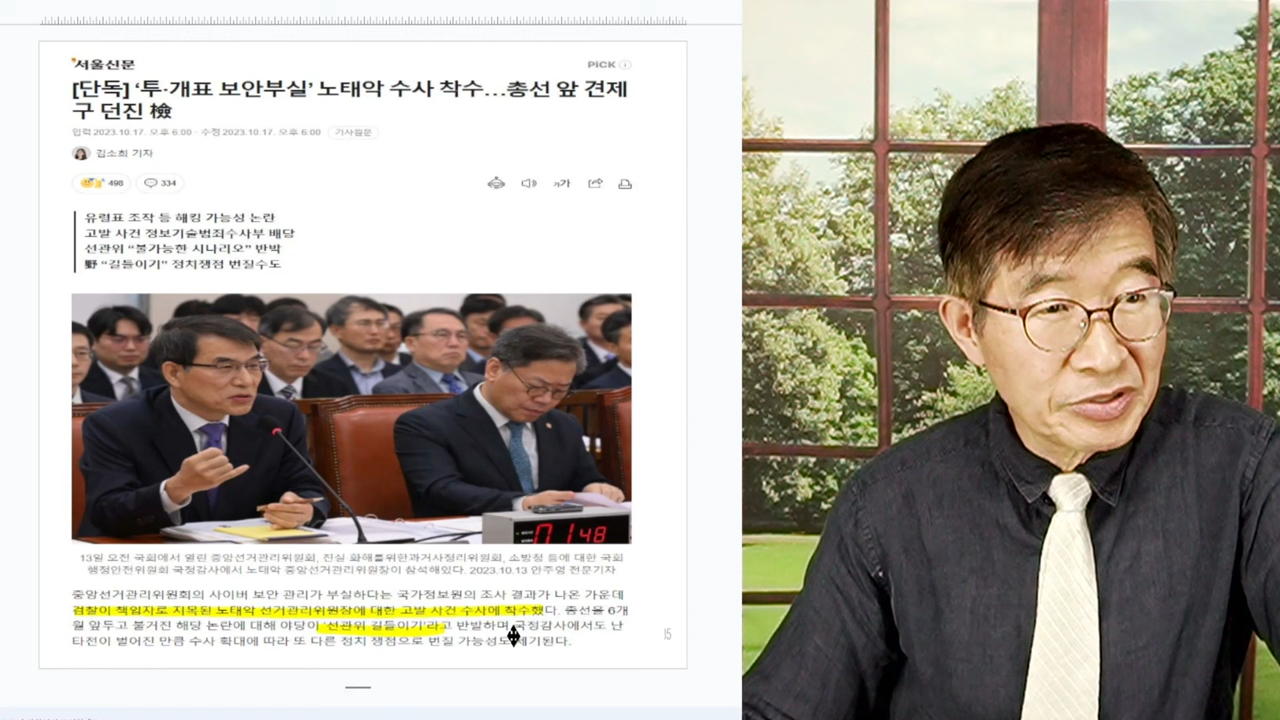 서울신문
PiCK
[단독] ‘투·개표 보안부실’ 노태악 수사 착수…총선 앞 견제
구 던진 檢
입력 2023.10.17. 오후 6:00 · 수정 2023.10.17. 오후 6:00 기사원문
김소희 기자
498 334 가가
유령표 조작 등 해킹 가능성 논란
고발 사건 정보기술범죄수사부 배당
선관위 “불가능한 시나리오” 반박
野 “길들이기” 정치쟁점 번질수도
01 48
13일 오전 국회에서 열린 중앙선거관리위원회, 진실 화해를위한과거사정리위원회, 소방청 등에 대한 국회
행정안전위원회 국정감사에서 노태악 중앙선거관리위원장이 참석해있다. 2023.10.13 안주영 전문기자
중앙선거관리위원회의 사이버 보안 관리가 부실하다는 국가정보원의 조사 결과가 나온 가운데
검찰이 책임자로 지목된 노태악 선거관리위원장에 대한 고발 사건 수사에 착수했다. 총선을 6개
월 앞두고 불거진 해당 논란에 대해 야당이 ‘선관위 길들이기’라고 반발하며 국정감사에서도 난
타전이 벌어진 만큼 수사 확대에 따라 또 다른 정치 쟁점으로 번질 가능성도 제기된다.
15